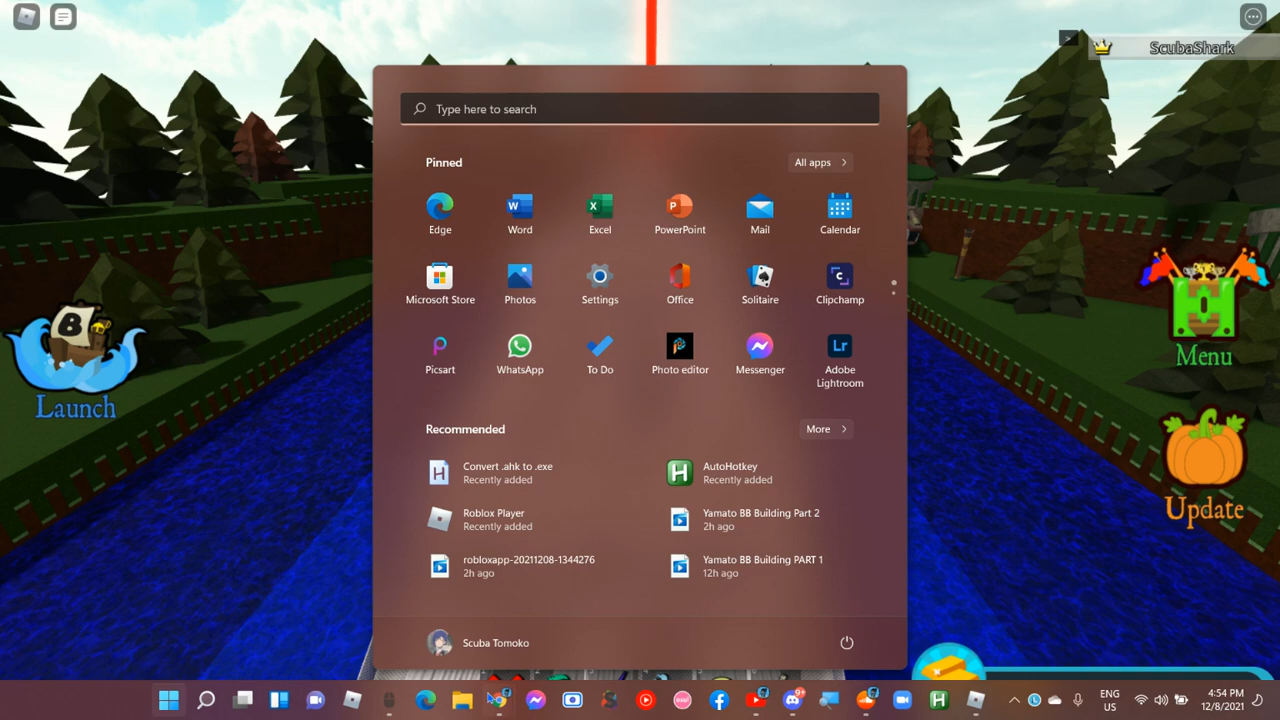 ScubaShark
Type here to search
Pinned
All apps
Edge
Word
Excel
PowerPoint
Mail
Calendar
Microsoft Store
Photos
Settings
Office
Solitaire
Clipchamp
Picsart
WhatsApp
To Do
Photo editor
Messenger
Adobe
Lightroom
Recommended
More
Convert .ahk to .exe
Recently added
AutoHotkey
Recently added
Roblox Player
Recently added
Yamato BB Building Part 2
2h ago
robloxapp-20211208-1344276
2h ago
Yamato BB Building PART 1
12h ago
Scuba Tomoko
B
Launch
Menu
Update
9+
ENG
US
4:54 PM
12/8/2021